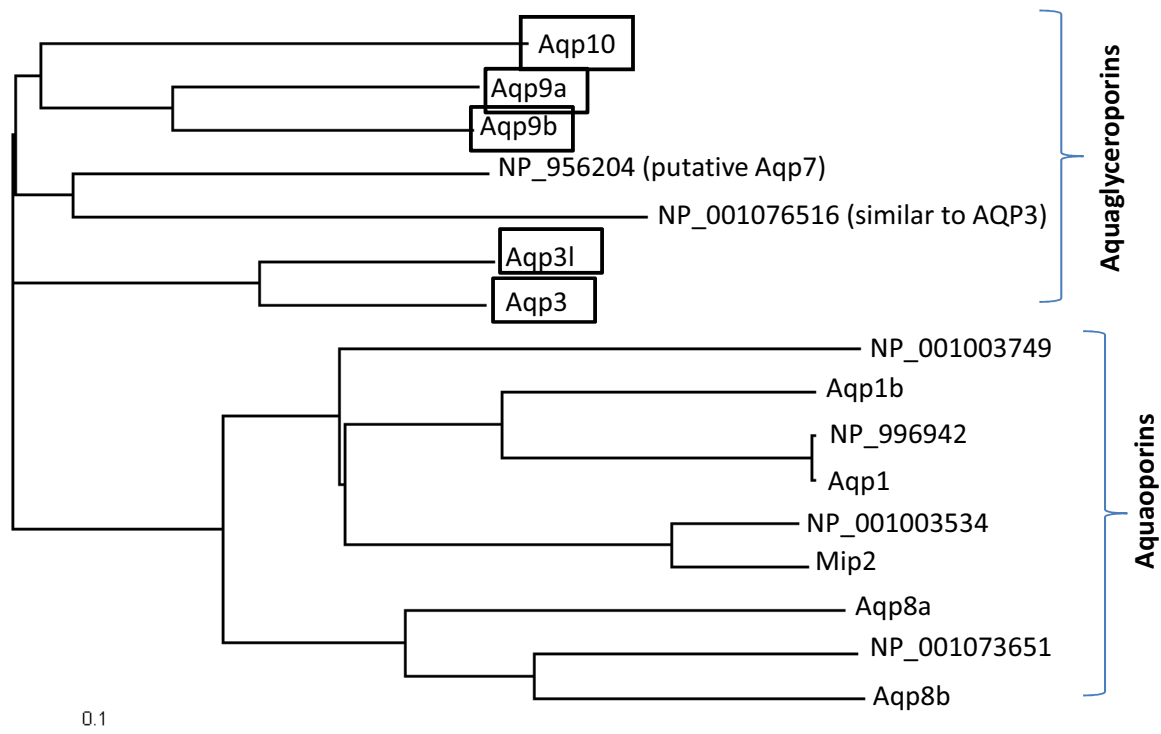 Aqp10
Aqp9a
Aqp9b
NP_956204 (putative Aqp7)
NP_001076516 (similar to AQP3)
Aqp3l
Aqp3
Aquaglyceroporins
NP_001003749
Aqp1b
NP_996942
Aqp1
NP_001003534
Mip2
Aqp8a
NP_001073651
Aqp8b
Aquaoporins
0.1